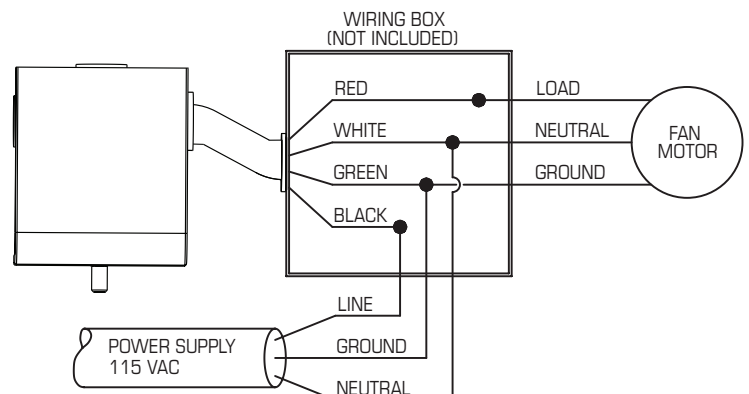 WIRING BOX
(NOT INCLUDED)
RED
LOAD
WHITE
NEUTRAL
FAN
MOTOR
GREEN
GROUND
BLACK
LINE
POWER SUPPLY
115 VAC
GROUND
NEUTRAL